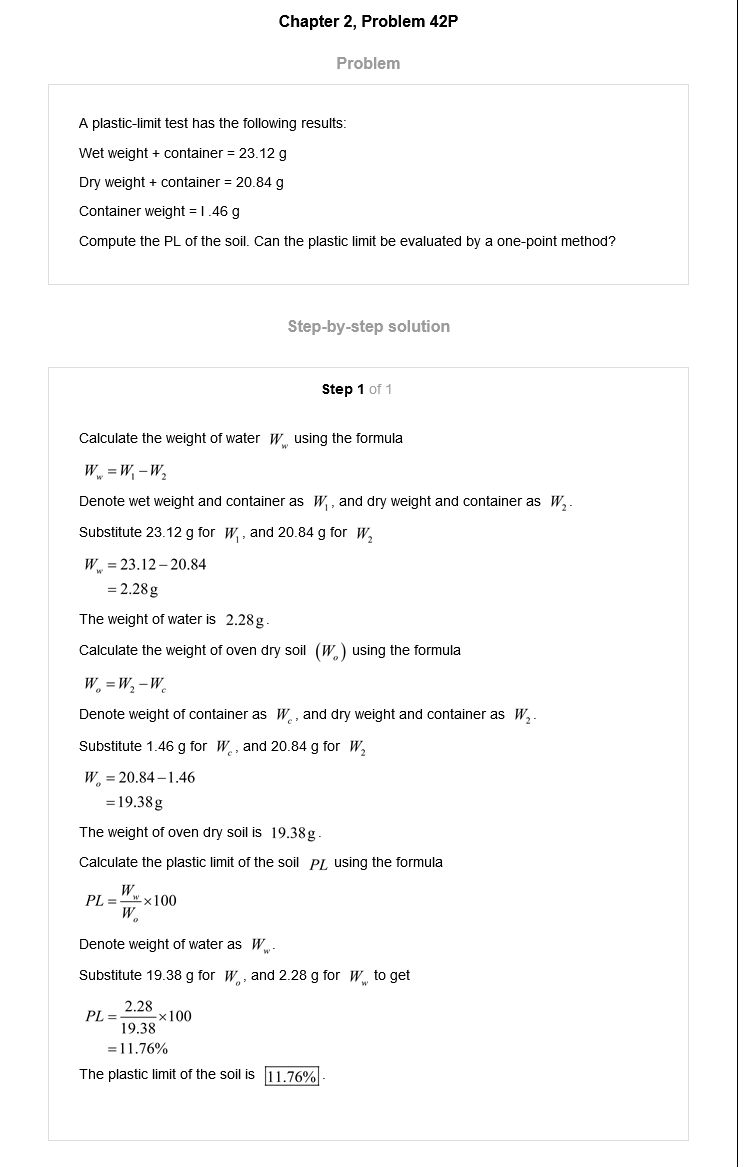 Chapter 2, Problem 42P
Problem
A plastic-limit test has the following results:
Wet weight + container = 23.12 g
Dry weight + container = 20.84 g
Container weight = I .46 g
Compute the PL of the soil. Can the plastic limit be evaluated by a one-point method?
Step-by-step solution
Step 1 of 1
Calculate the weight of water W_w using the formula
W_w = W_1 − W_2
Denote wet weight and container as W_1, and dry weight and container as W_2.
Substitute 23.12 g for W_1, and 20.84 g for W_2
W_w = 23.12 − 20.84
= 2.28 g
The weight of water is 2.28 g.
Calculate the weight of oven dry soil (W_o) using the formula
W_o = W_2 − W_c
Denote weight of container as W_c, and dry weight and container as W_2.
Substitute 1.46 g for W_c, and 20.84 g for W_2
W_o = 20.84 − 1.46
= 19.38 g
The weight of oven dry soil is 19.38 g.
Calculate the plastic limit of the soil PL using the formula
PL = W_w / W_o × 100
Denote weight of water as W_w.
Substitute 19.38 g for W_o, and 2.28 g for W_w to get
PL = 2.28 / 19.38 × 100
= 11.76%
The plastic limit of the soil is 11.76%.